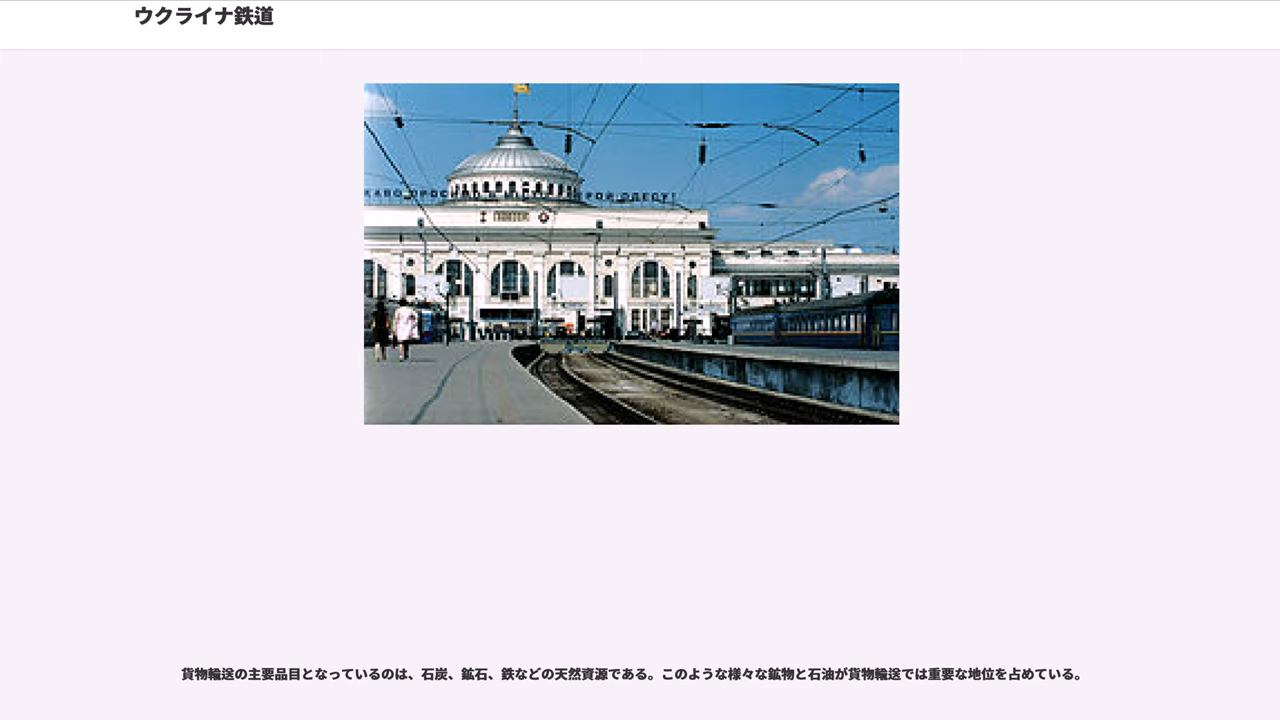 ウクライナ鉄道
貨物輸送の主要品目となっているのは、石炭、鉱石、鉄などの天然資源である。このような様々な鉱物と石油が貨物輸送では重要な地位を占めている。